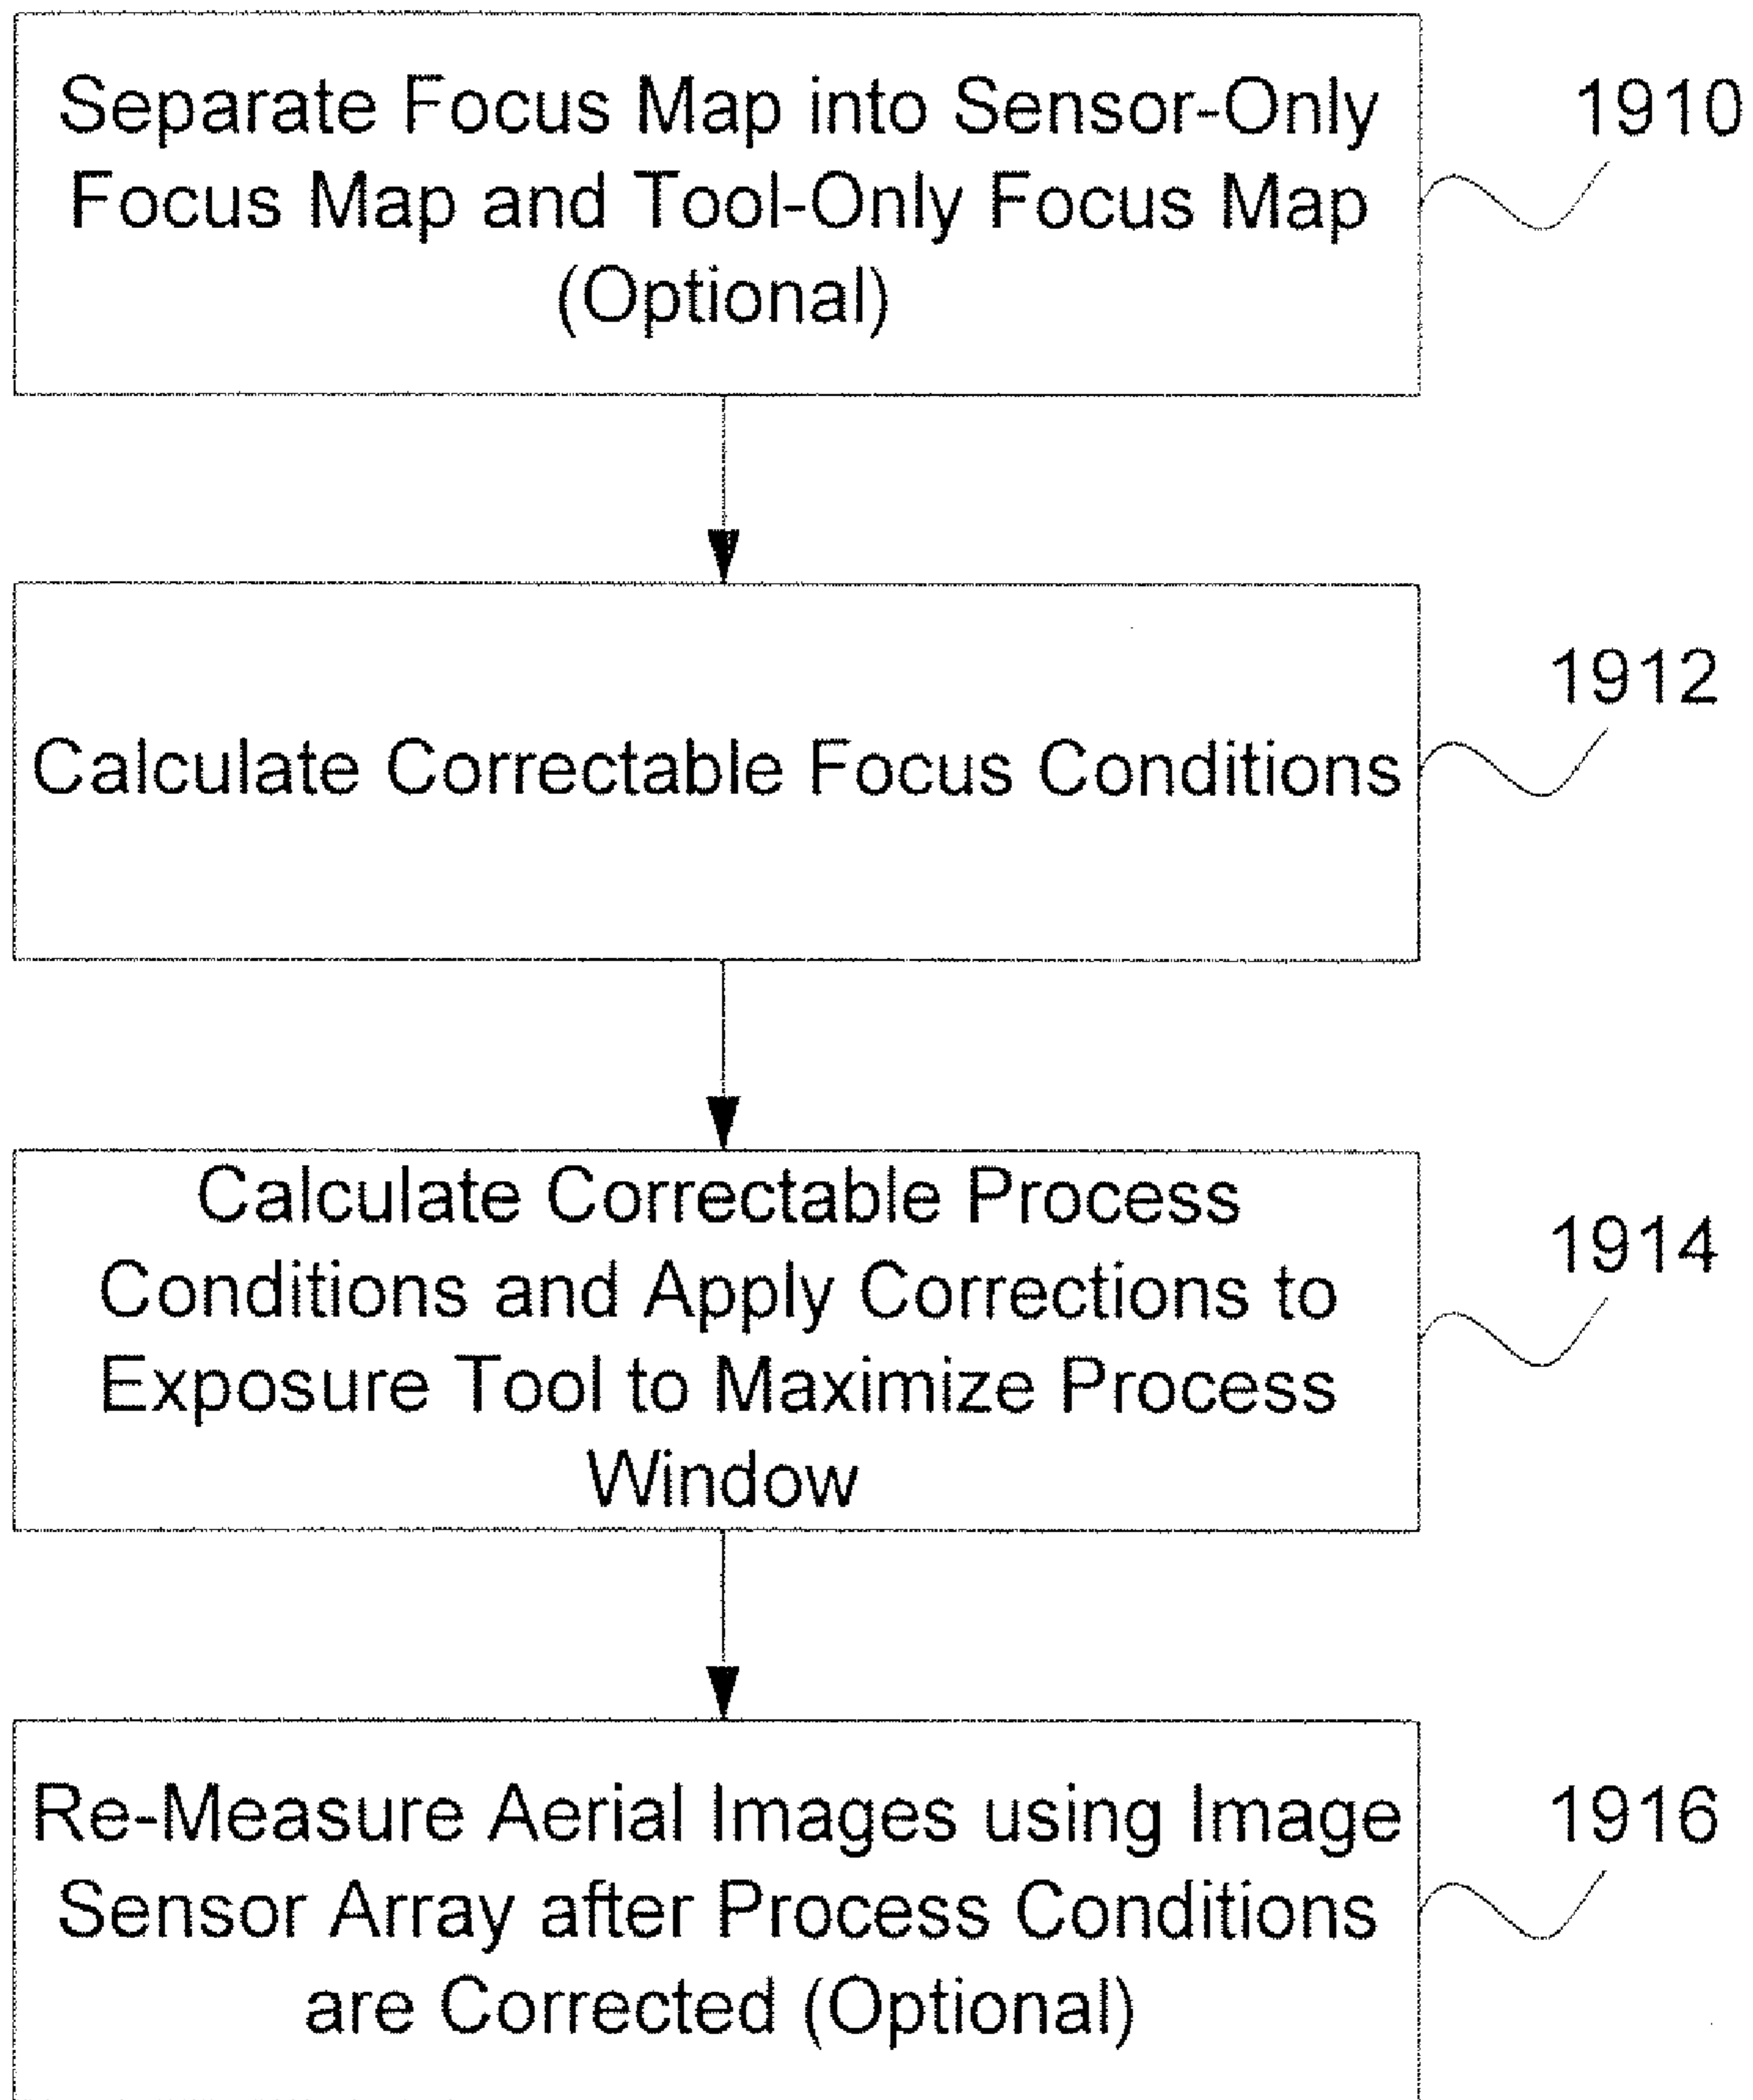 Separate Focus Map into Sensor-Only
Focus Map and Tool-Only Focus Map
(Optional)
1910
Calculate Correctable Focus Conditions
1912
Calculate Correctable Process
Conditions and Apply Corrections to
Exposure Tool to Maximize Process
Window
1914
Re-Measure Aerial Images using Image
Sensor Array after Process Conditions
are Corrected (Optional)
1916